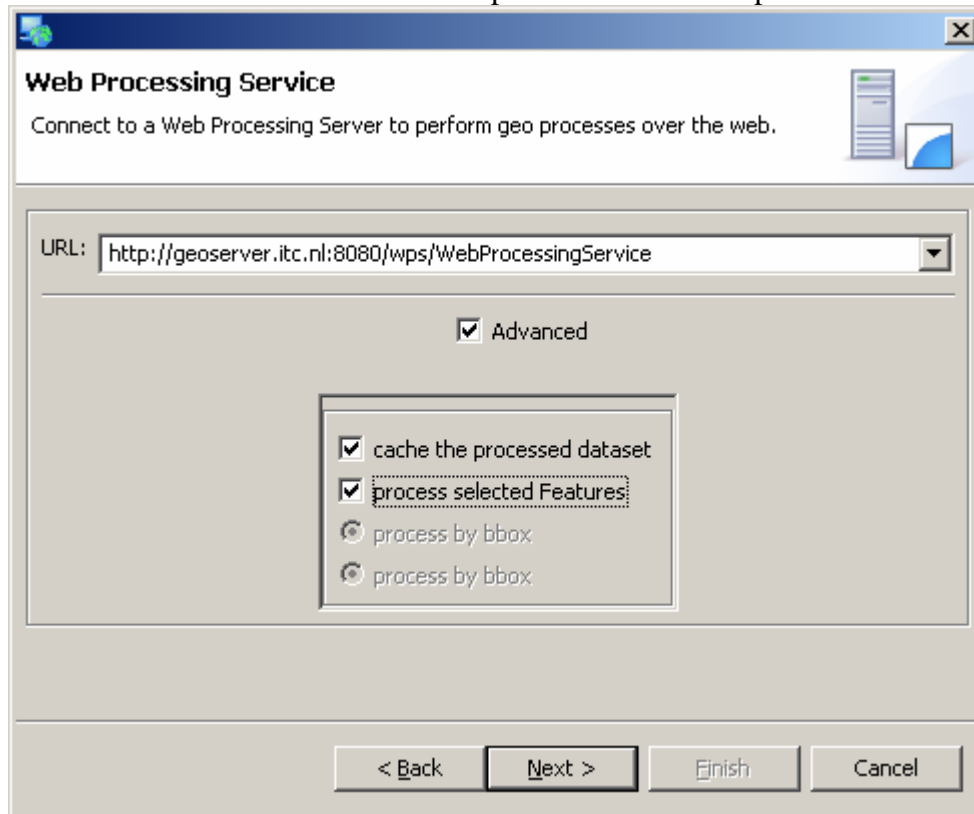 Web Processing Service
Connect to a Web Processing Server to perform geo processes over the web.
URL: http://geoserver.itc.nl:8080/wps/WebProcessingService
Advanced
cache the processed dataset
process selected Features
process by bbox
process by bbox
< Back Next > Finish Cancel